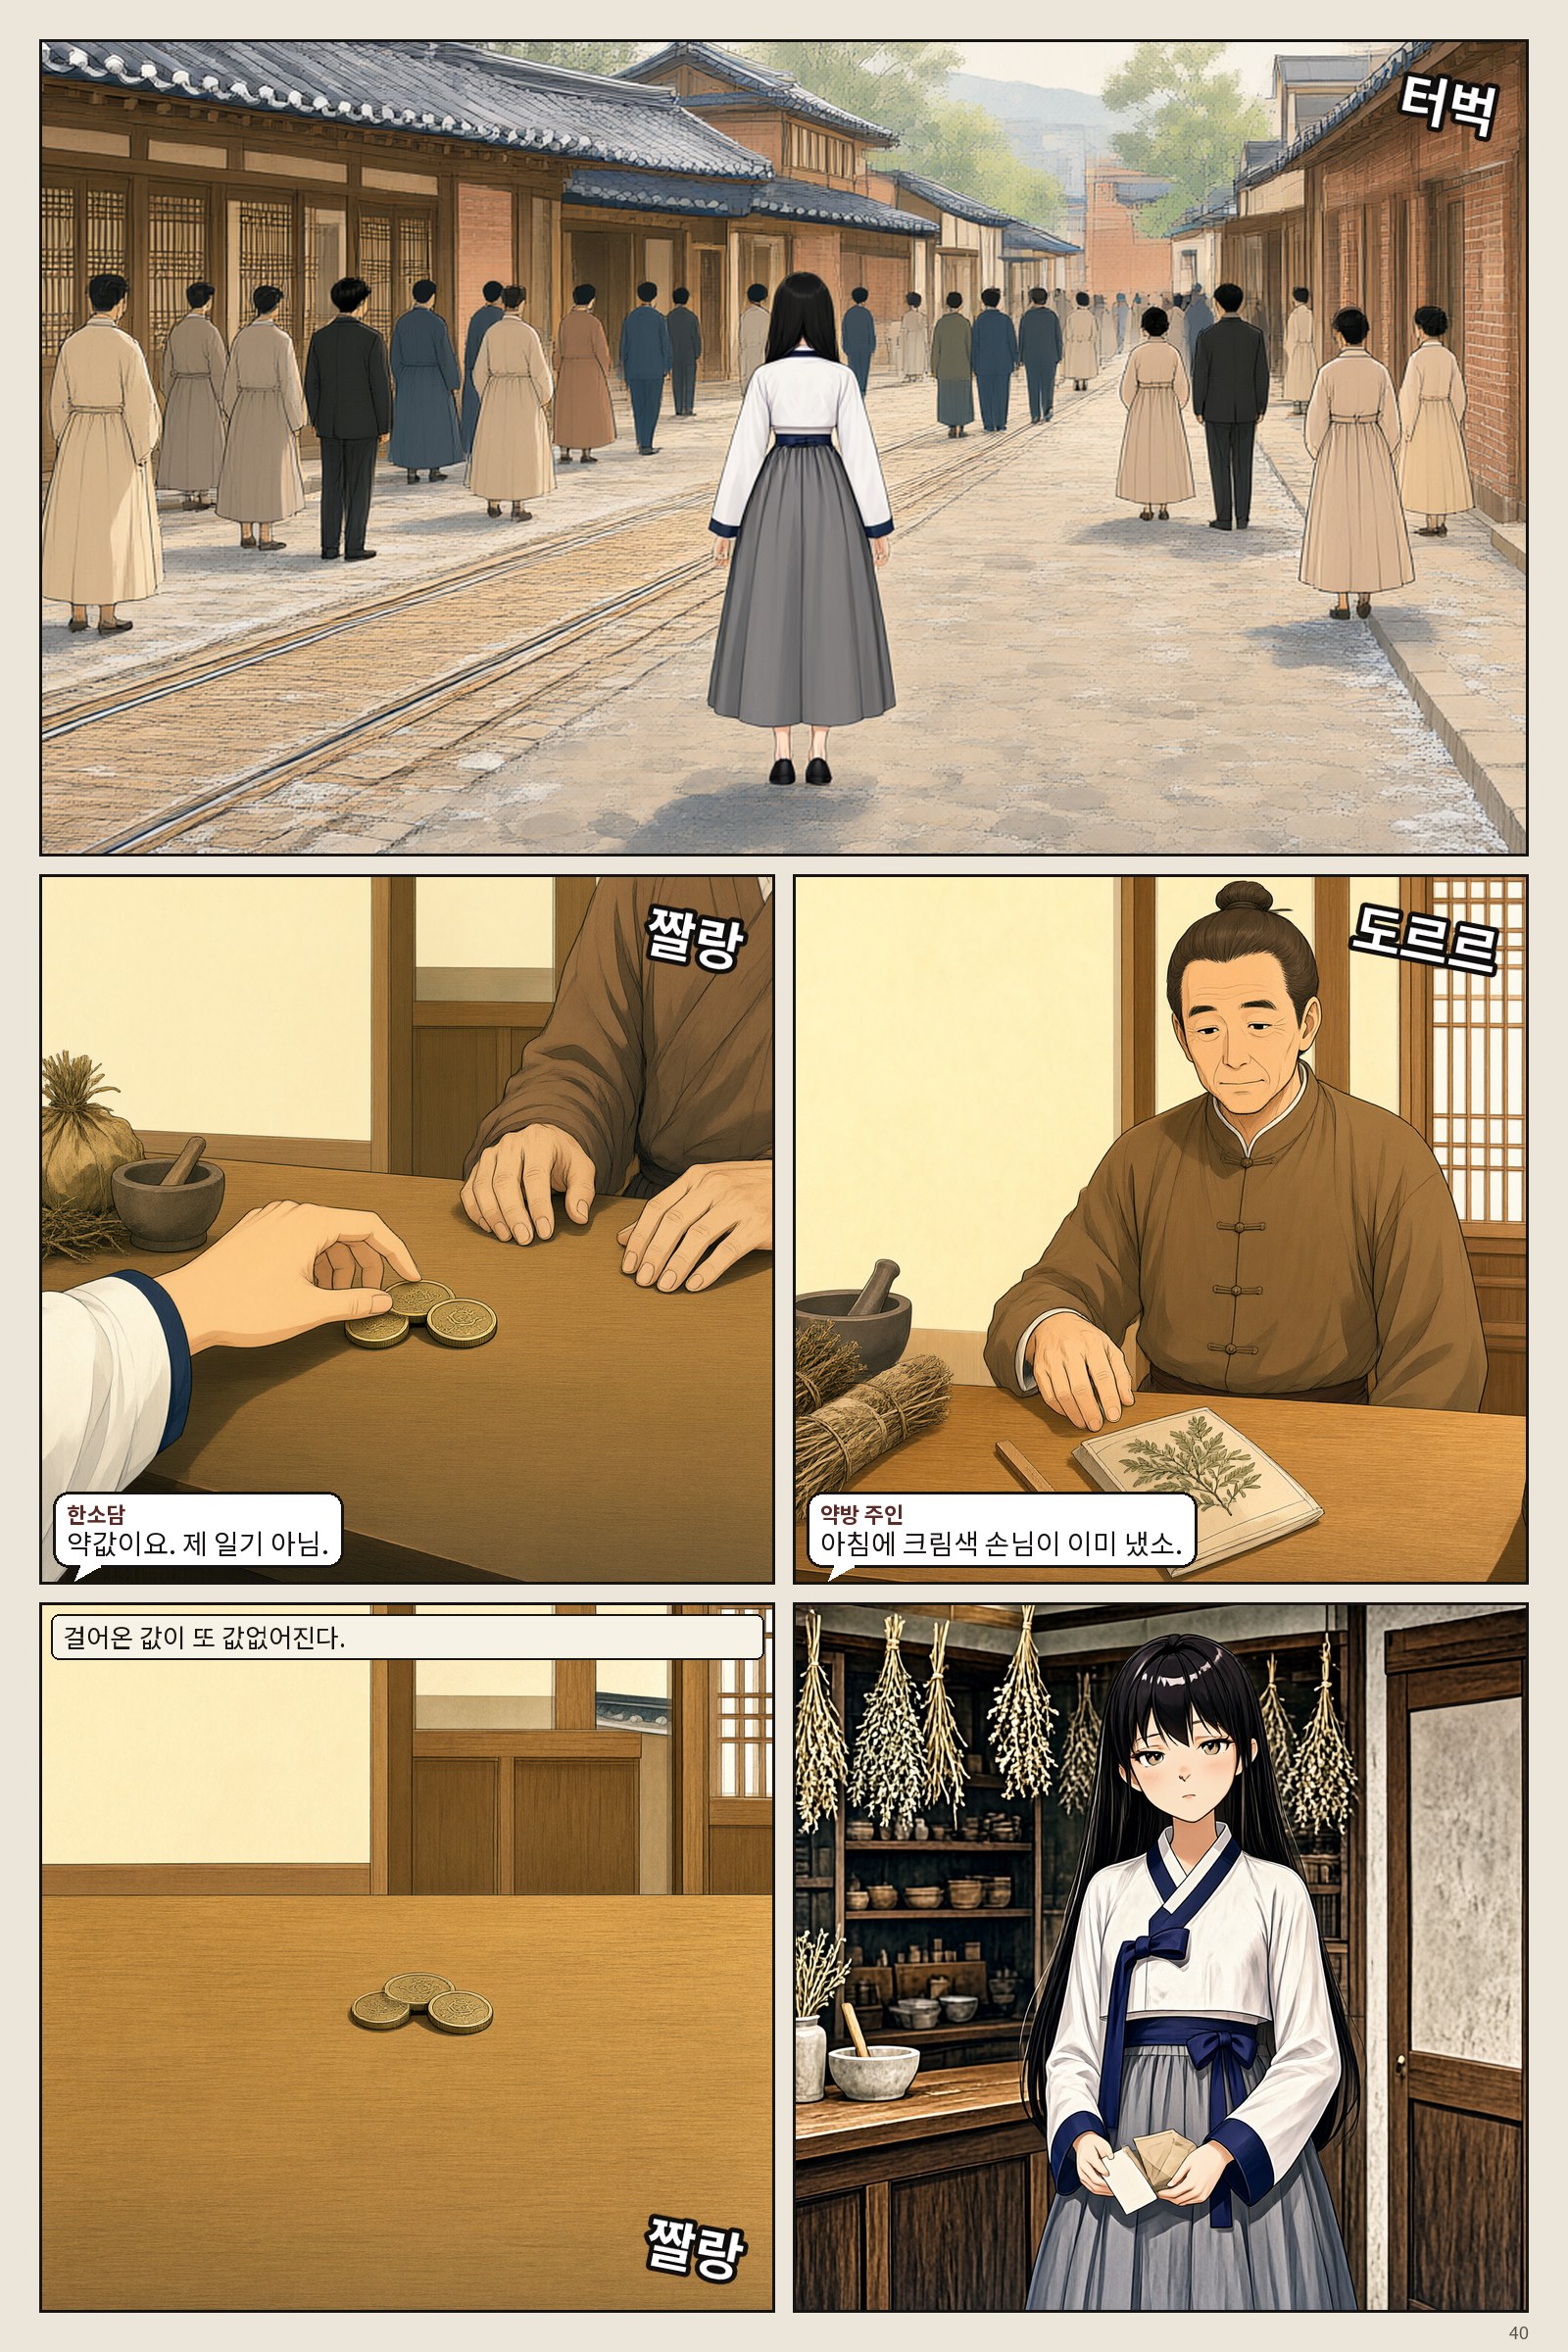 터벅
짤랑
한소담
약값이요. 제 일기 아님.
도르르
약방 주인
아침에 크림색 손님이 이미 냈소.
걸어온 값이 또 값없어진다.
짤랑
40